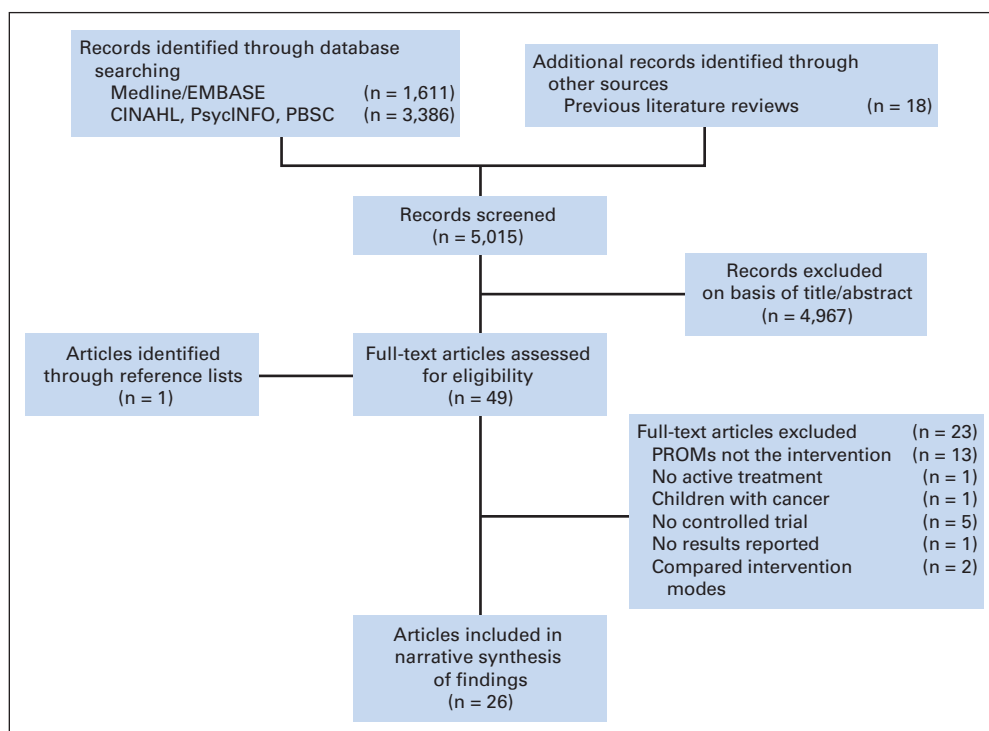 Records identified through database
searching
Medline/EMBASE (n = 1,611)
CINAHL, PsycINFO, PBSC (n = 3,386)
Additional records identified through
other sources
Previous literature reviews (n = 18)
Records screened
(n = 5,015)
Records excluded
on basis of title/abstract
(n = 4,967)
Articles identified
through reference lists
(n = 1)
Full-text articles assessed
for eligibility
(n = 49)
Full-text articles excluded (n = 23)
PROMs not the intervention (n = 13)
No active treatment (n = 1)
Children with cancer (n = 1)
No controlled trial (n = 5)
No results reported (n = 1)
Compared intervention (n = 2)
modes
Articles included in
narrative synthesis
of findings
(n = 26)